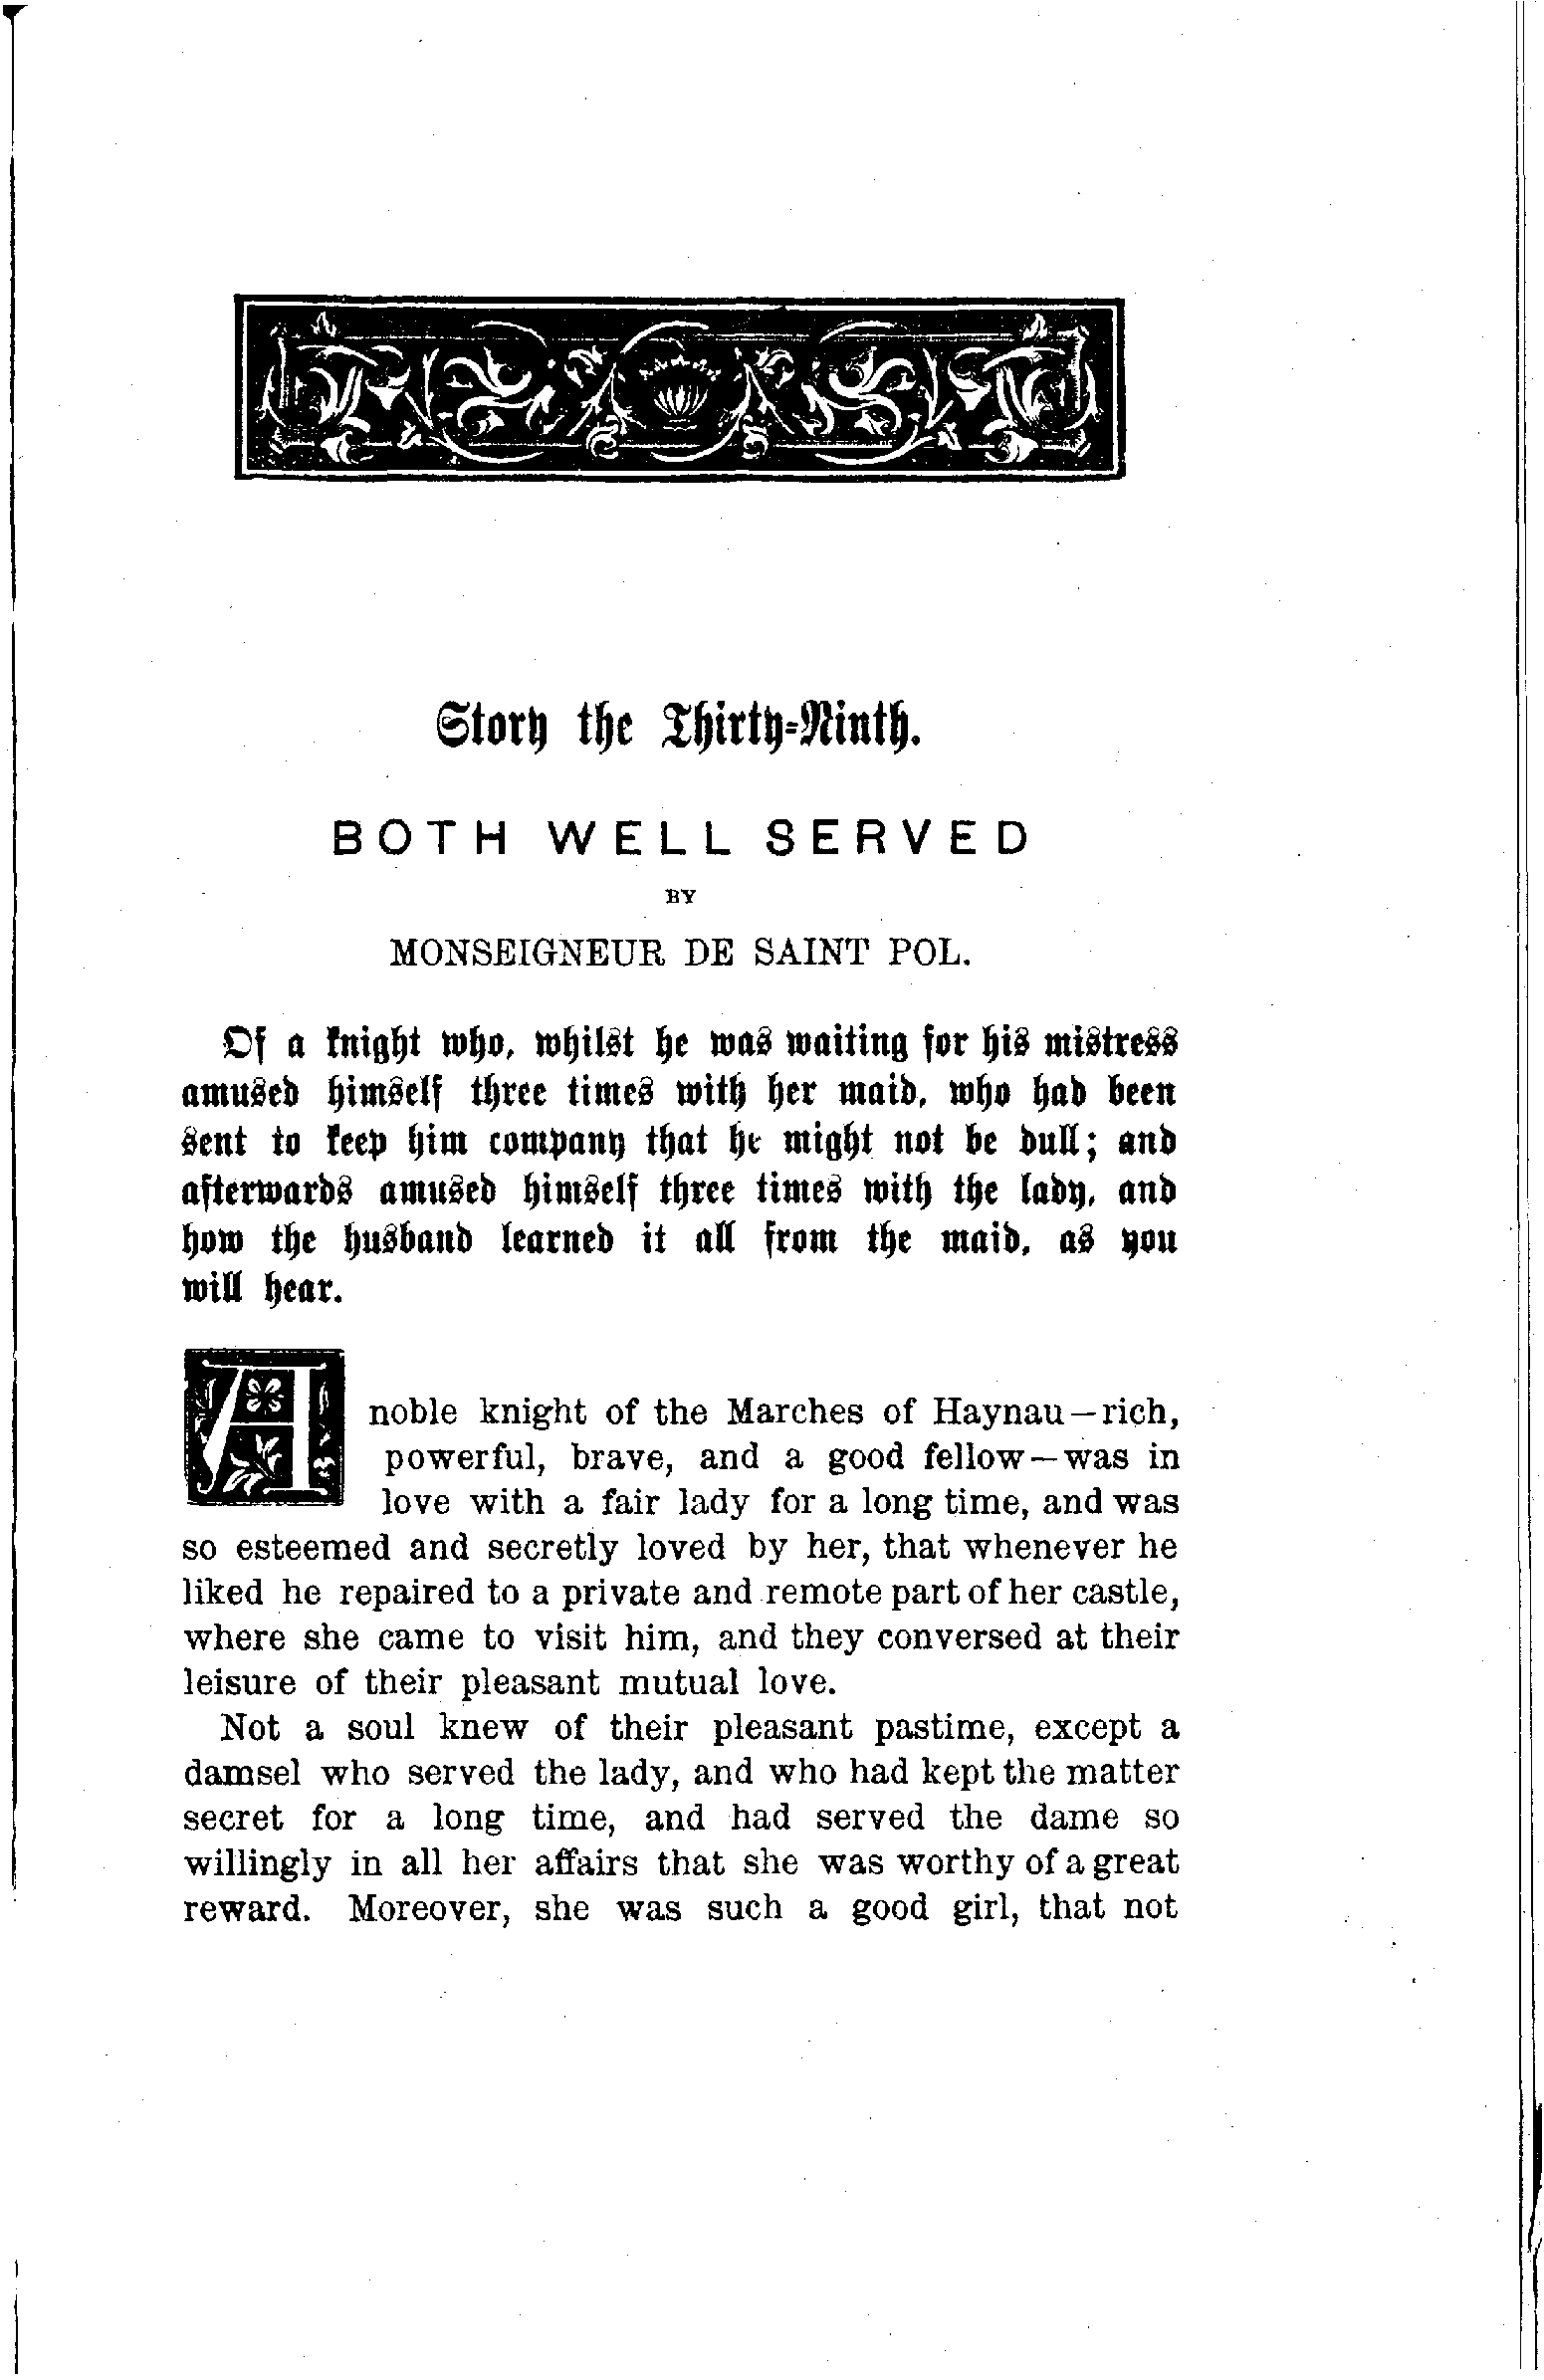 Story the Thirty-Ninth.
BOTH WELL SERVED
BY
MONSEIGNEUR DE SAINT POL.
Of a knight who, whilst he was waiting for his mistress
amused himself three times with her maid, who had been
sent to keep him company that he might not be dull; and
afterwards amused himself three times with the lady, and
how the husband learned it all from the maid, as you
will hear.
A noble knight of the Marches of Haynau—rich,
powerful, brave, and a good fellow—was in
love with a fair lady for a long time, and was
so esteemed and secretly loved by her, that whenever he
liked he repaired to a private and remote part of her castle,
where she came to visit him, and they conversed at their
leisure of their pleasant mutual love.
Not a soul knew of their pleasant pastime, except a
damsel who served the lady, and who had kept the matter
secret for a long time, and had served the dame so
willingly in all her affairs that she was worthy of a great
reward. Moreover, she was such a good girl, that not